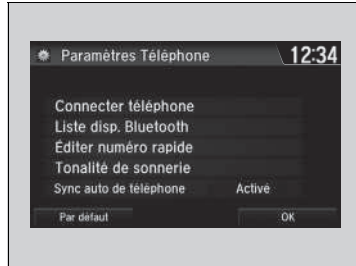 Paramètres Téléphone 12:34
Connecter téléphone
Liste disp. Bluetooth
Éditer numéro rapide
Tonalité de sonnerie
Sync auto de téléphone Activé
Par défaut OK